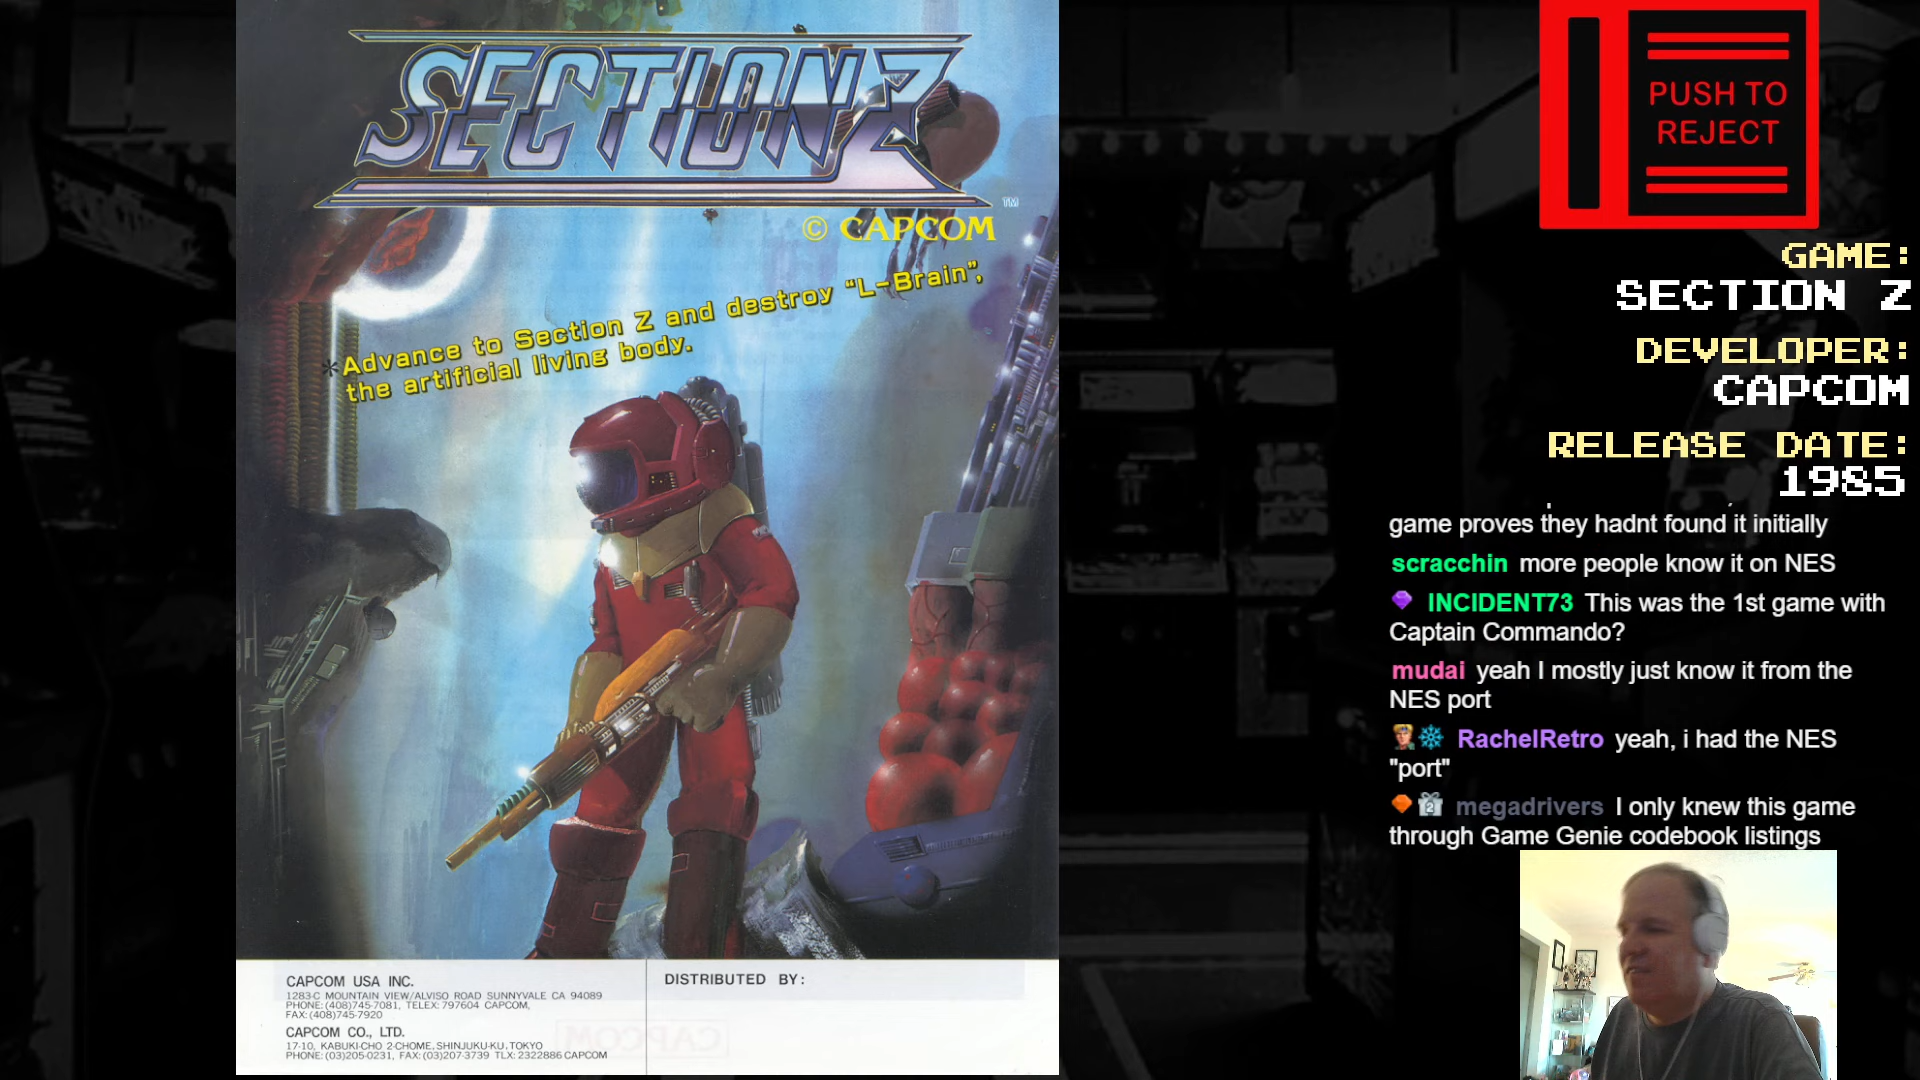 SECTION Z
TM
© CAPCOM
*Advance to Section Z and destroy "L-Brain",
the artificial living body.
CAPCOM USA INC.
1283-C MOUNTAIN VIEW/ALVISO ROAD SUNNYVALE CA 94089
PHONE:(408)745-7081, TELEX:797604 CAPCOM,
FAX:(408)745-7920
CAPCOM CO., LTD.
17-10, KABUKI-CHO 2-CHOME, SHINJUKU-KU, TOKYO
PHONE:(03)205-0231, FAX:(03)207-3739 TLX:2322886 CAPCOM
DISTRIBUTED BY:
PUSH TO
REJECT
GAME:
SECTION Z
DEVELOPER:
CAPCOM
RELEASE DATE:
1985
game proves they hadnt found it initially
scracchin more people know it on NES
INCIDENT73 This was the 1st game with
Captain Commando?
mudai yeah I mostly just know it from the
NES port
RachelRetro yeah, i had the NES
"port"
2 megadrivers I only knew this game
through Game Genie codebook listings